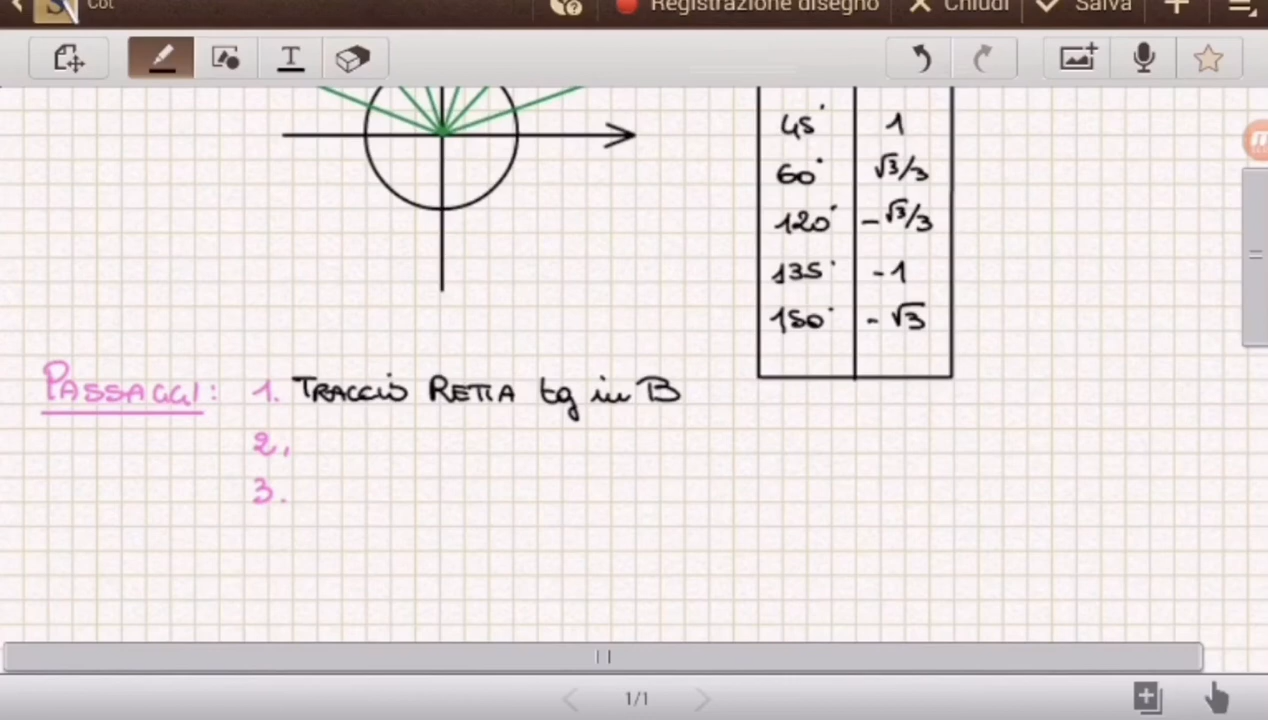 Cot
Registrazione disegno
Chiudi
Salva
T
45° 1
60° √3/3
120° -√3/3
135° -1
150° -√3
PASSAGGI: 1. TRACCIO RETTA tg in B
2.
3.
1/1